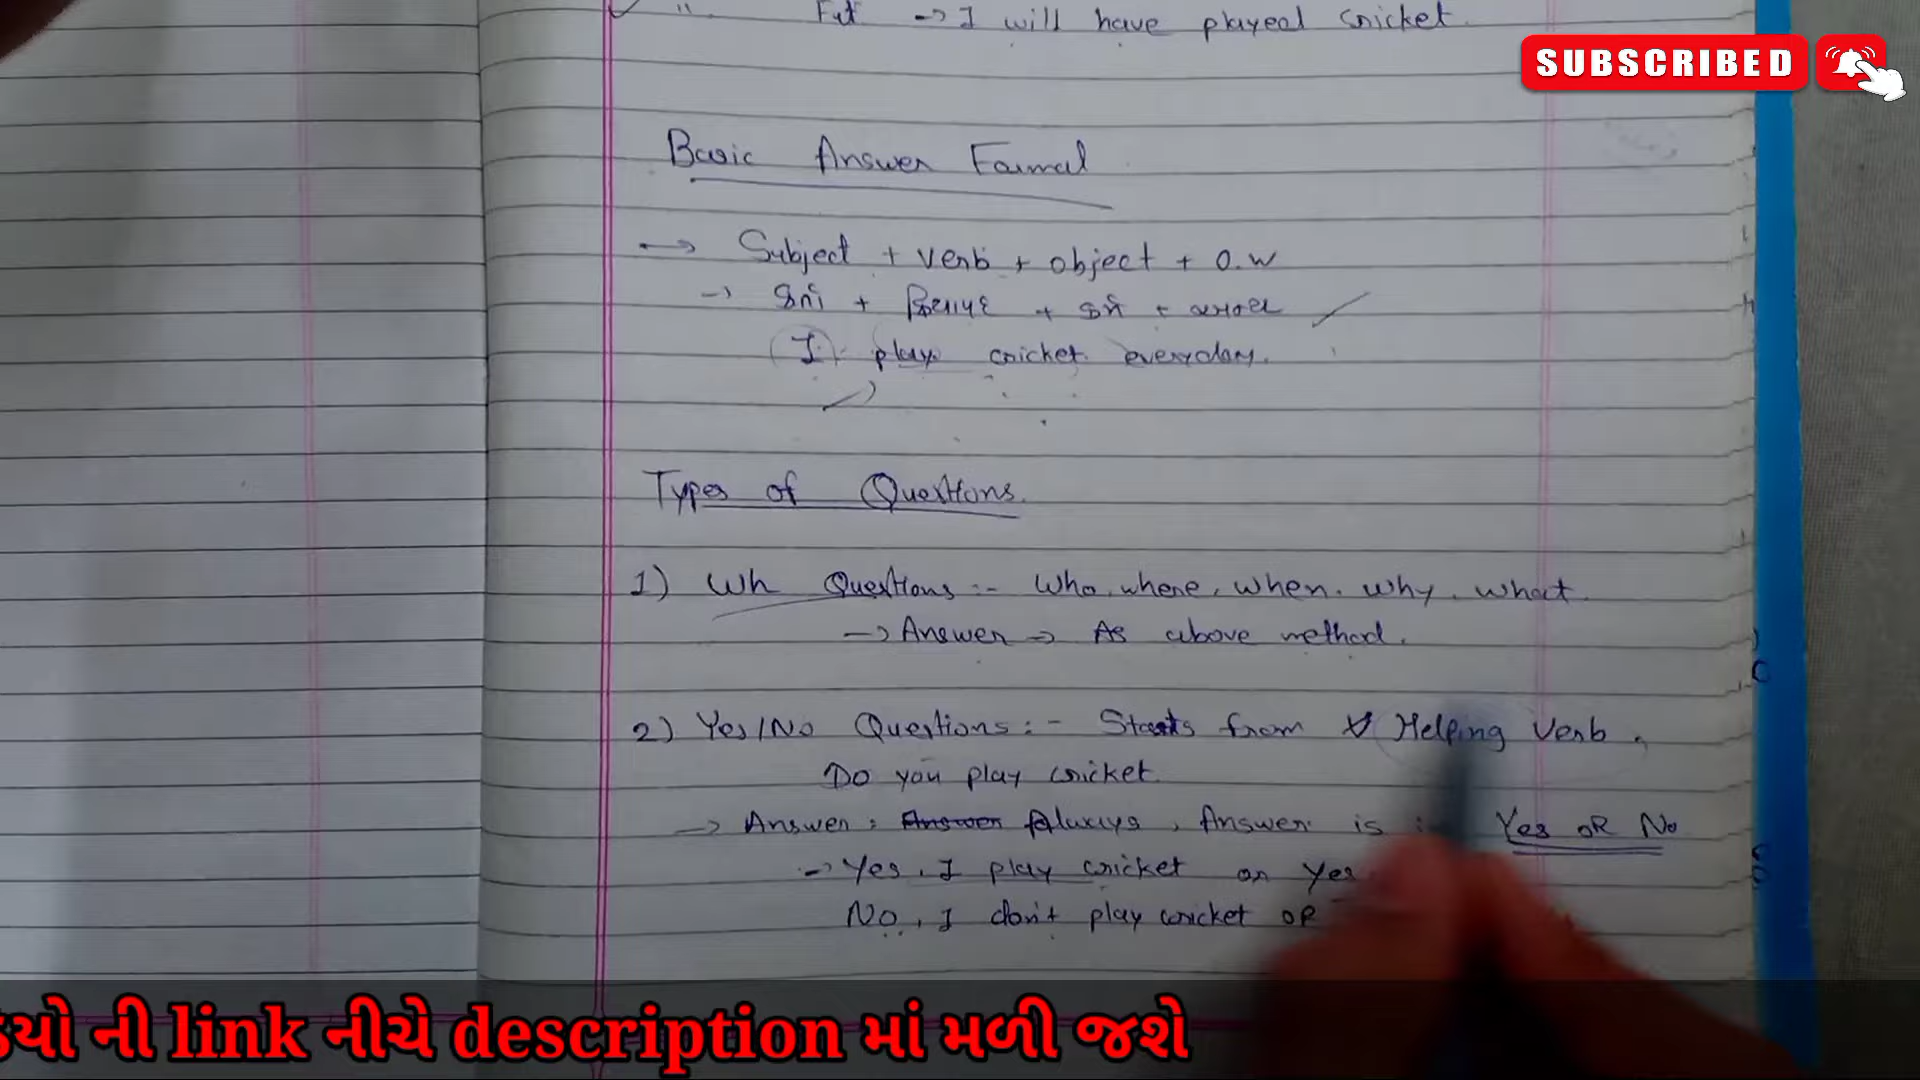 " Fut → I will have played cricket.
SUBSCRIBED
Basic Answer Format
→ Subject + verb + object + O.W
→ કર્તા + ક્રિયાપદ + કર્મ +
I play cricket everyday.
Types of Questions.
1) Wh Questions :- Who, where, when, why, what.
→ Answer → As above method.
2) Yes/No Questions :- Starts from Helping Verb.
Do you play cricket
→ Answer : Answer Always, Answer is Yes OR No
→ Yes, I play cricket or Yes
No, I don't play cricket OR
ની link નીચે description માં મળી જશે